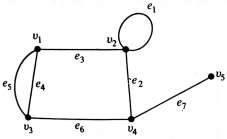 e₁
v₁
v₂
e₃
v₅
e₅
e₄
e₂
e₇
v₃
e₆
v₄